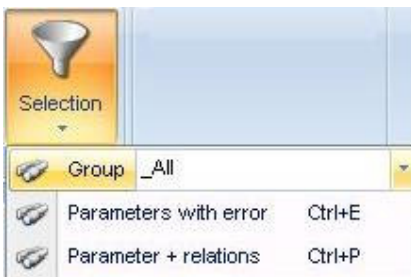 Selection
Group _All
Parameters with error Ctrl+E
Parameter + relations Ctrl+P